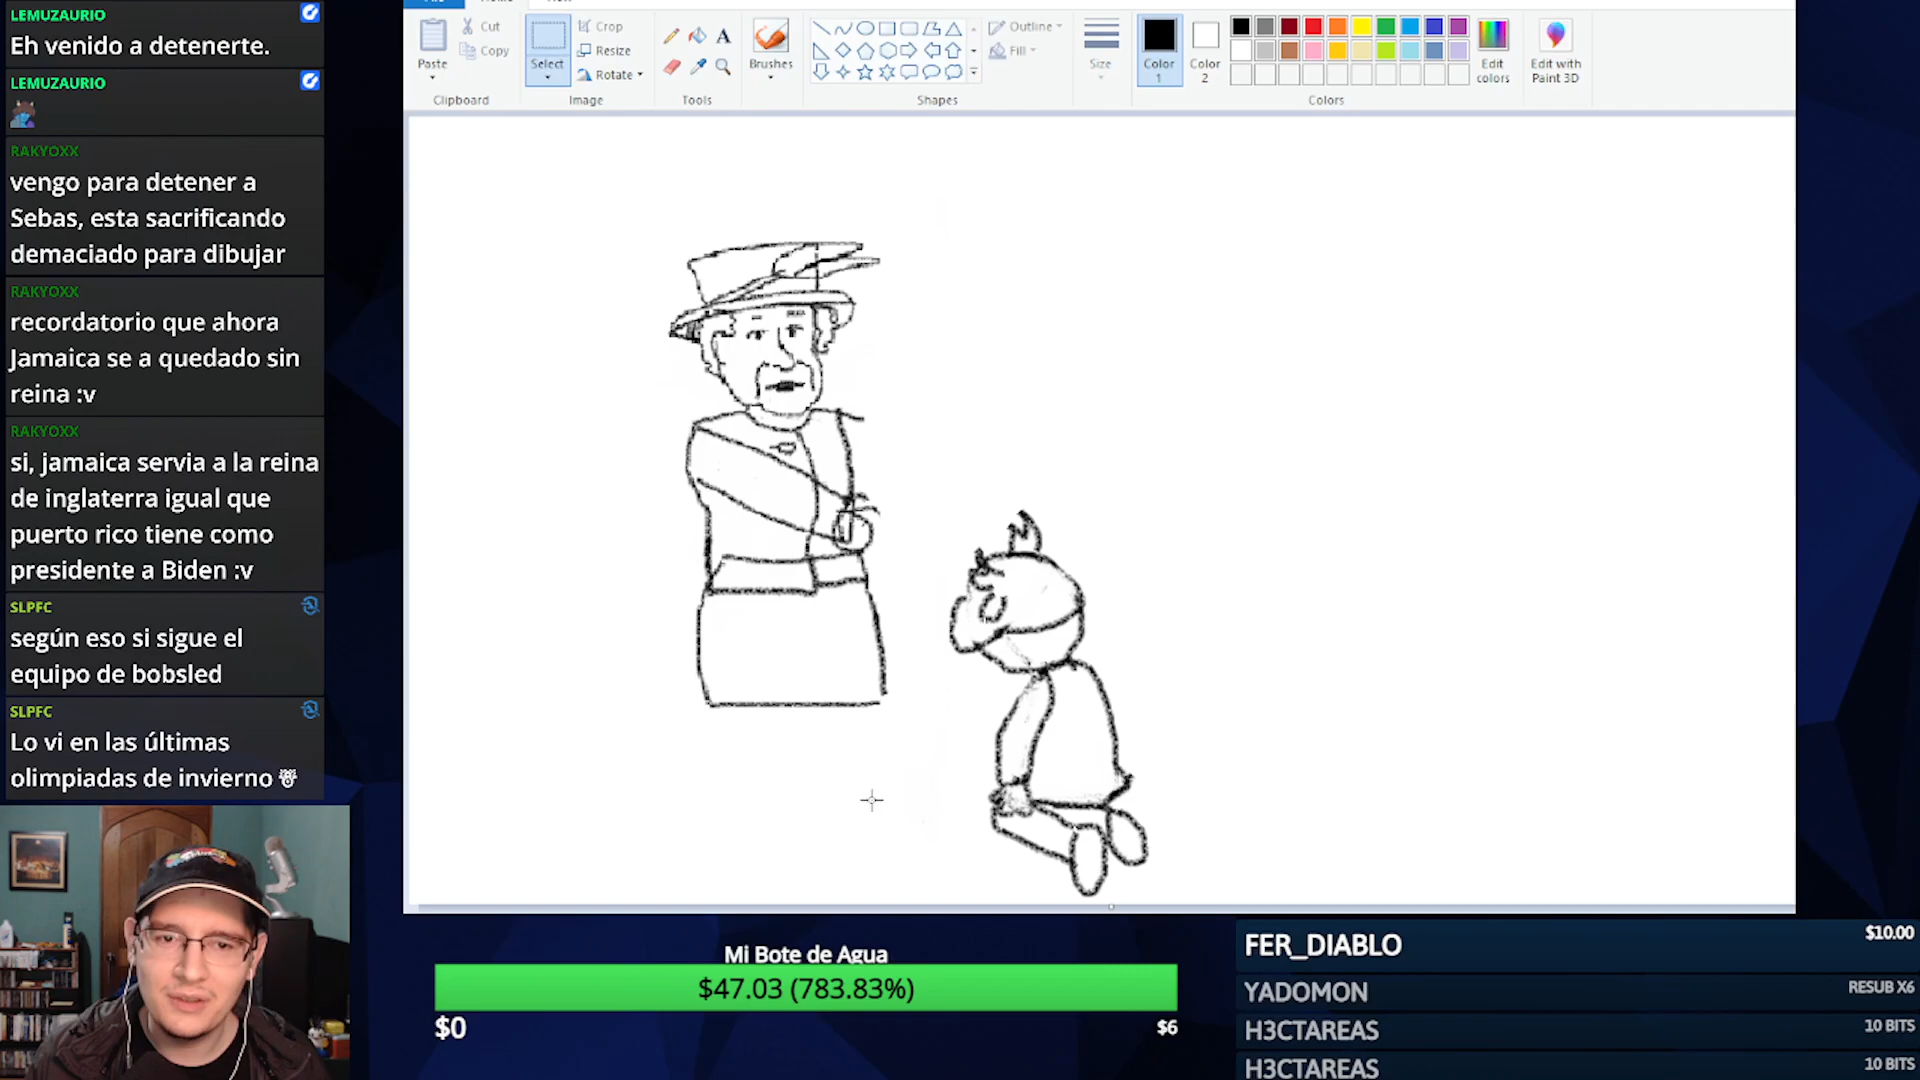 LEMUZAURIO
Eh venido a detenerte.
LEMUZAURIO
RAKYOXX
vengo para detener a
Sebas, esta sacrificando
demaciado para dibujar
RAKYOXX
recordatorio que ahora
Jamaica se a quedado sin
reina :v
RAKYOXX
si, jamaica servia a la reina
de inglaterra igual que
puerto rico tiene como
presidente a Biden :v
SLPFC
según eso si sigue el
equipo de bobsled
SLPFC
Lo vi en las últimas
olimpiadas de invierno
Paste
Cut
Copy
Clipboard
Select
Crop
Resize
Rotate
Image
A
Tools
Brushes
Shapes
Outline
Fill
Size
Color
1
Color
2
Edit
colors
Edit with
Paint 3D
Colors
Mi Bote de Agua
$47.03 (783.83%)
$0
$6
FER_DIABLO
$10.00
YADOMON
RESUB X6
H3CTAREAS
10 BITS
H3CTAREAS
10 BITS